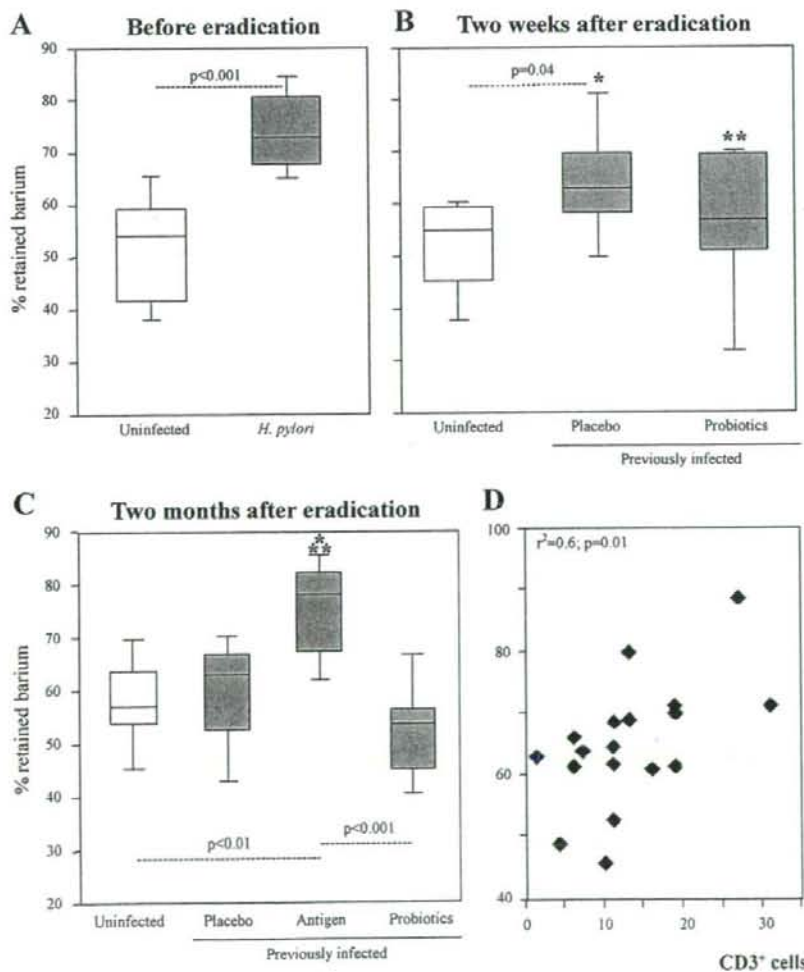 A
Before eradication
90
80
70
60
50
40
30
20
% retained barium
p<0.001
Uninfected
H. pylori
B
Two weeks after eradication
p=0.04
*
**
Uninfected
Placebo
Probiotics
Previously infected
C
Two months after eradication
90
80
70
60
50
40
30
20
% retained barium
*
**
p<0.01
p<0.001
Uninfected
Placebo
Antigen
Probiotics
Previously infected
D
r²=0.6; p=0.01
100
80
60
40
0
10
20
30
CD3⁺ cells